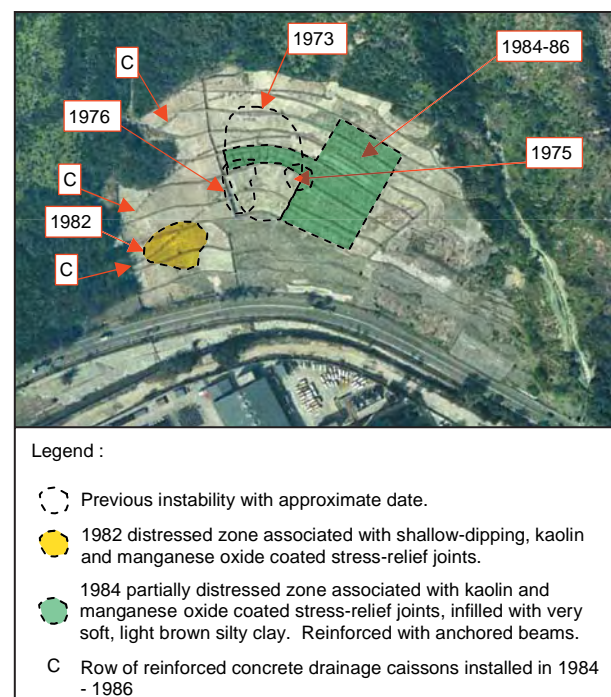 1973
C
1984-86
1976
1975
C
1982
C
Legend :
Previous instability with approximate date.
1982 distressed zone associated with shallow-dipping, kaolin
and manganese oxide coated stress-relief joints.
1984 partially distressed zone associated with kaolin and
manganese oxide coated stress-relief joints, infilled with very
soft, light brown silty clay. Reinforced with anchored beams.
C Row of reinforced concrete drainage caissons installed in 1984
- 1986